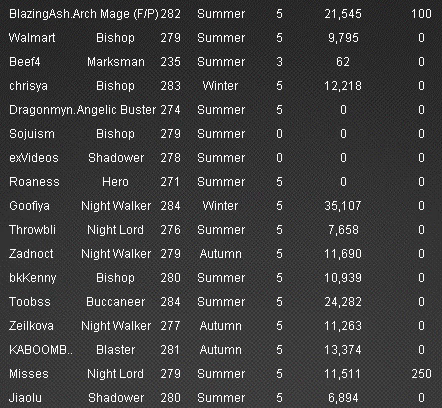 BlazingAsh. Arch Mage (F/P) 282 Summer 5 21,545 100
Walmart Bishop 279 Summer 5 9,795 0
Beef4 Marksman 235 Summer 3 62 0
chrisya Bishop 283 Winter 5 12,218 0
Dragonmyn. Angelic Buster 274 Summer 5 0 0
Sojuism Bishop 279 Summer 0 0 0
exVideos Shadower 278 Summer 0 0 0
Roaness Hero 271 Summer 5 0 0
Goofiya Night Walker 284 Winter 5 35,107 0
Throwbli Night Lord 276 Summer 5 7,658 0
Zadnoct Night Walker 279 Autumn 5 11,690 0
bkKenny Bishop 280 Summer 5 10,939 0
Toobss Buccaneer 284 Summer 5 24,282 0
Zeilkova Night Walker 277 Autumn 5 11,263 0
KABOOMB.. Blaster 281 Autumn 5 13,374 0
Misses Night Lord 279 Summer 5 11,511 250
Jiaolu Shadower 280 Summer 5 6,894 0